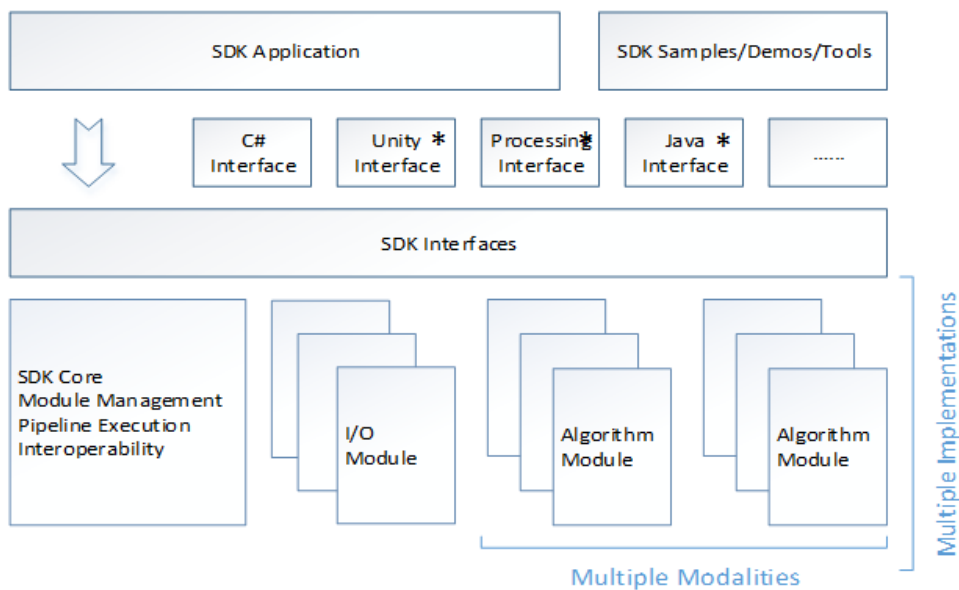 SDK Application
SDK Samples/Demos/Tools
C#
Interface
Unity *
Interface
Processing*
Interface
Java *
Interface
......
SDK Interfaces
SDK Core
Module Management
Pipeline Execution
Interoperability
I/O
Module
Algorithm
Module
Algorithm
Module
Multiple Implementations
Multiple Modalities